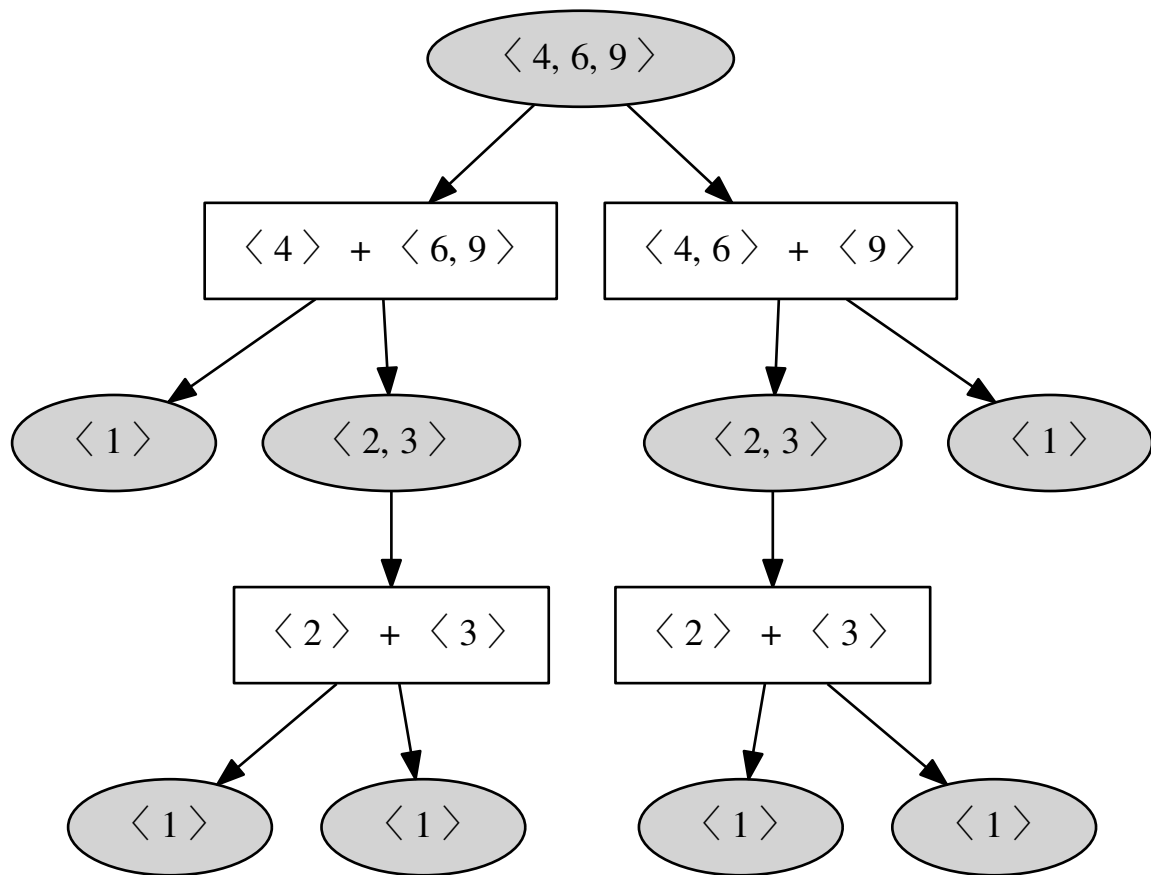 〈 4, 6, 9 〉
〈 4 〉 + 〈 6, 9 〉
〈 4, 6 〉 + 〈 9 〉
〈 1 〉
〈 2, 3 〉
〈 2, 3 〉
〈 1 〉
〈 2 〉 + 〈 3 〉
〈 2 〉 + 〈 3 〉
〈 1 〉
〈 1 〉
〈 1 〉
〈 1 〉